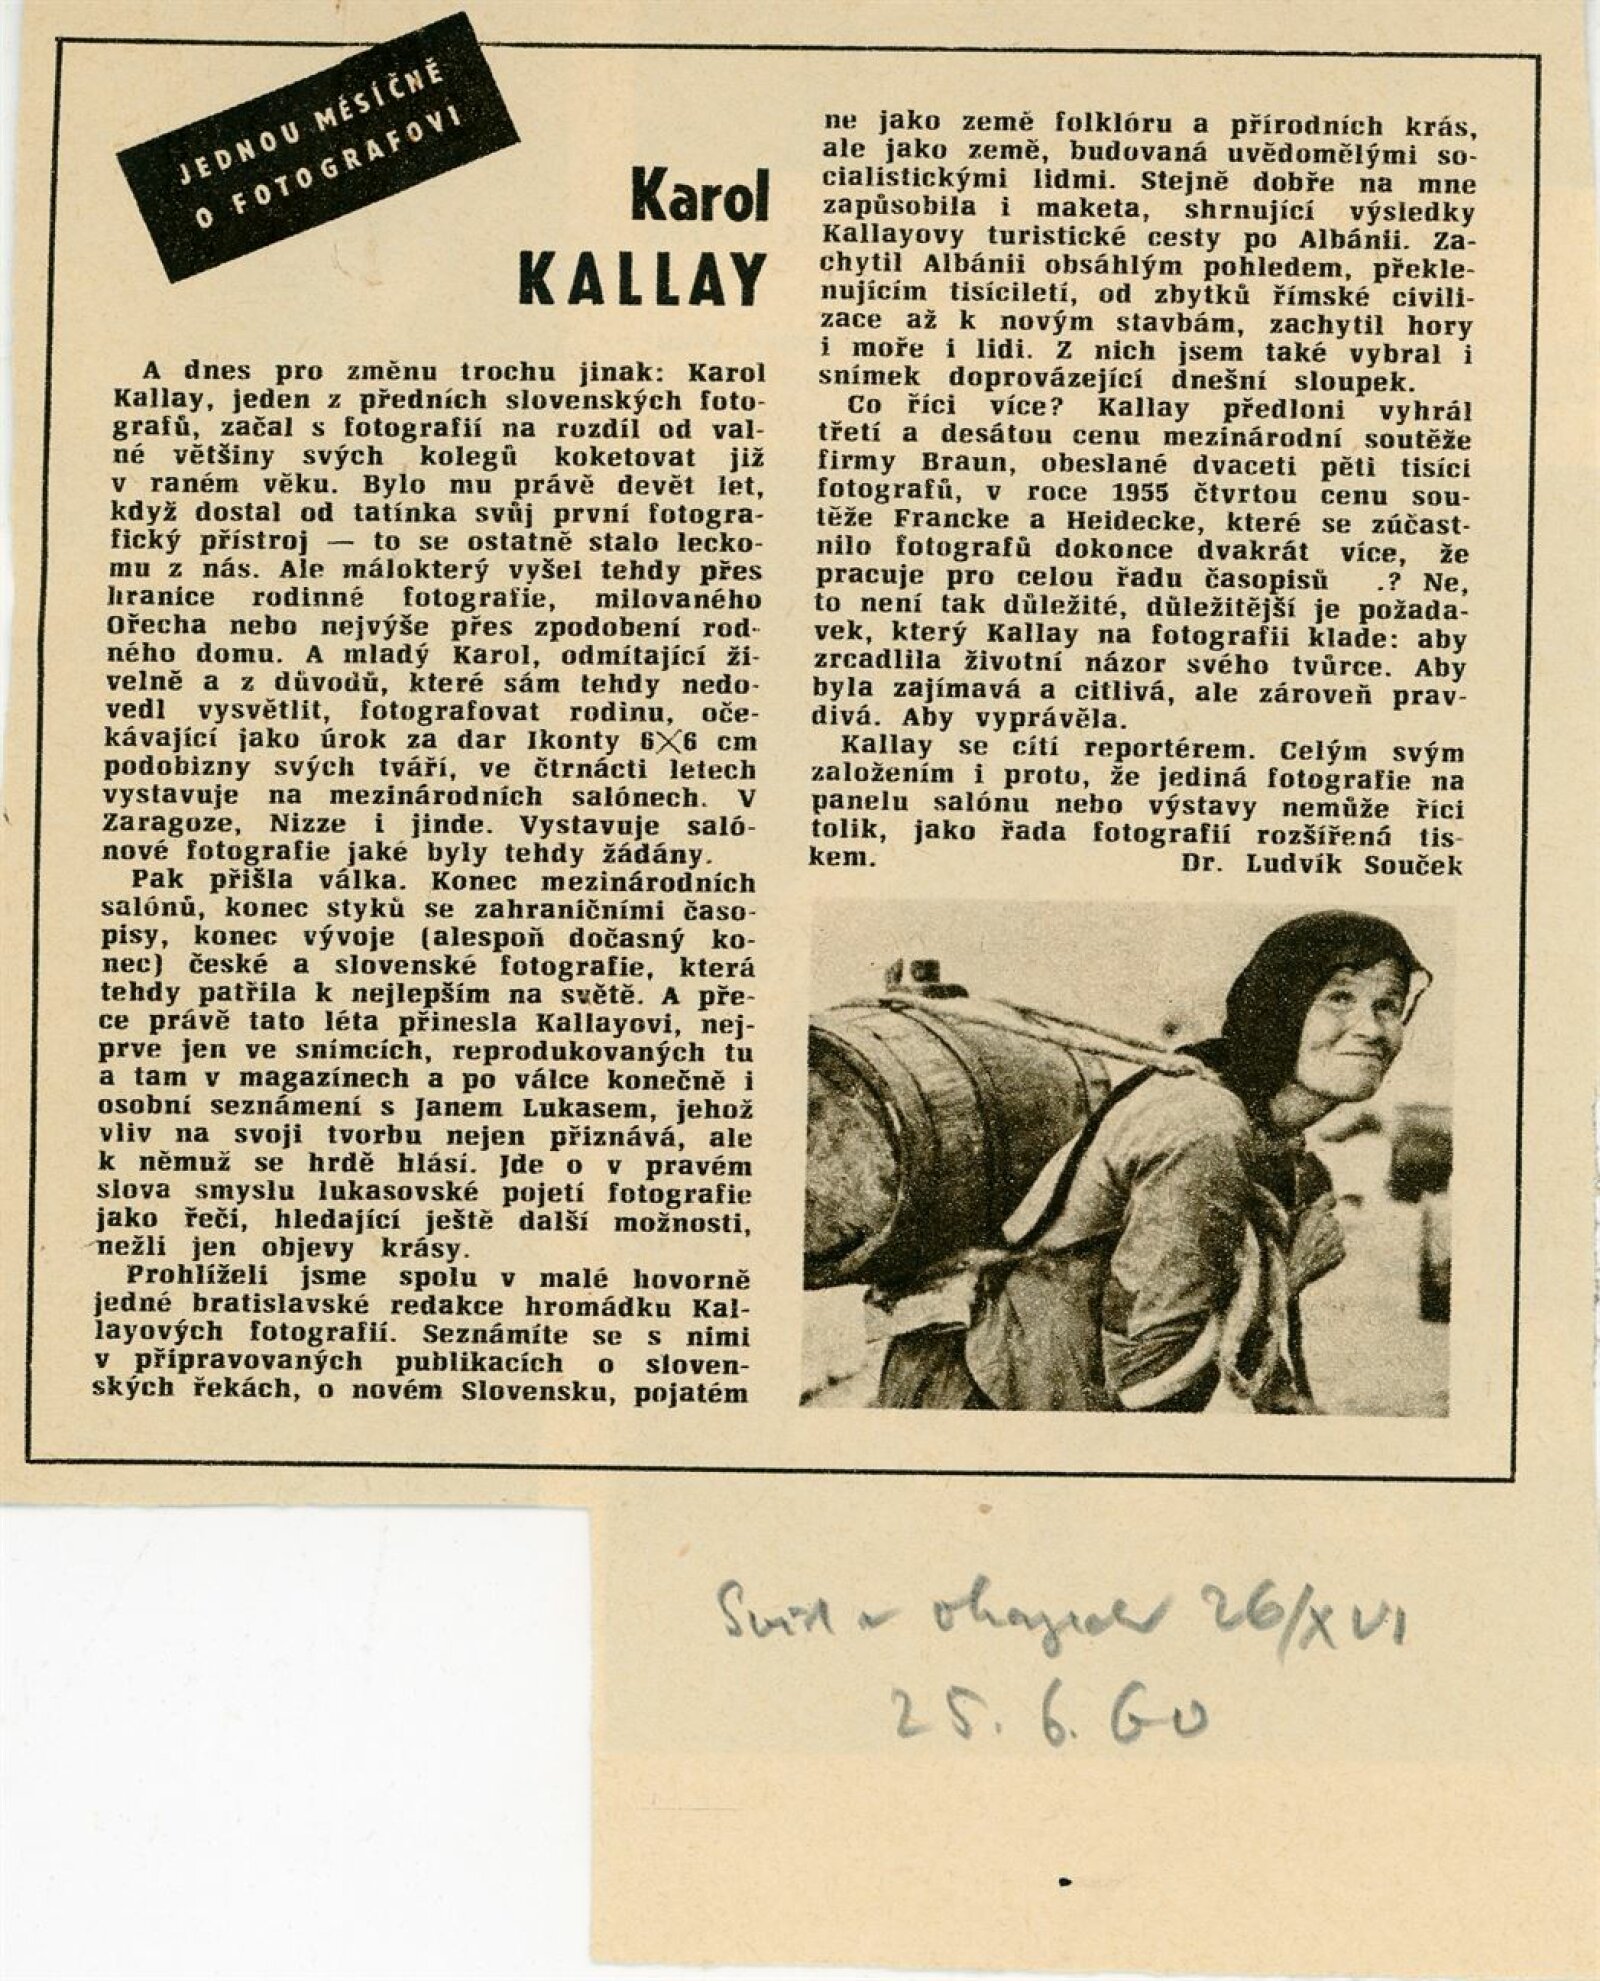 JEDNOU MĚSÍČNĚ
O FOTOGRAFOVI
Karol
KALLAY
A dnes pro změnu trochu jinak: Karol
Kallay, jeden z předních slovenských foto-
grafů, začal s fotografií na rozdíl od val-
né většiny svých kolegů koketovat již
v raném věku. Bylo mu právě devět let,
když dostal od tatínka svůj první fotogra-
fický přístroj — to se ostatně stalo lecko-
mu z nás. Ale málokterý vyšel tehdy přes
hranice rodinné fotografie, milovaného
Ořecha nebo nejvýše přes zpodobení rod-
ného domu. A mladý Karol, odmítající ži-
velně a z důvodů, které sám tehdy nedo-
vedl vysvětlit, fotografovat rodinu, oče-
kávající jako úrok za dar Ikonty 6×6 cm
podobizny svých tváří, ve čtrnácti letech
vystavuje na mezinárodních salónech. V
Zaragoze, Nizze i jinde. Vystavuje saló-
nové fotografie jaké byly tehdy žádány.
Pak přišla válka. Konec mezinárodních
salónů, konec styků se zahraničními časo-
pisy, konec vývoje (alespoň dočasný ko-
nec) české a slovenské fotografie, která
tehdy patřila k nejlepším na světě. A pře-
ce právě tato léta přinesla Kallayovi, nej-
prve jen ve snímcích, reprodukovaných tu
a tam v magazínech a po válce konečně i
osobní seznámení s Janem Lukasem, jehož
vliv na svoji tvorbu nejen přiznává, ale
k němuž se hrdě hlásí. Jde o v pravém
slova smyslu lukasovské pojetí fotografie
jako řeči, hledající ještě další možnosti,
nežli jen objevy krásy.
Prohlíželi jsme spolu v malé hovorně
jedné bratislavské redakce hromádku Kal-
layových fotografií. Seznámíte se s nimi
v připravovaných publikacích o sloven-
ských řekách, o novém Slovensku, pojatém
ne jako země folklóru a přírodních krás,
ale jako země, budovaná uvědomělými so-
cialistickými lidmi. Stejně dobře na mne
zapůsobila i maketa, shrnující výsledky
Kallayovy turistické cesty po Albánii. Za-
chytil Albánii obsáhlým pohledem, překle-
nujícím tisíciletí, od zbytků římské civili-
zace až k novým stavbám, zachytil hory
i moře i lidi. Z nich jsem také vybral i
snímek doprovázející dnešní sloupek.
Co říci více? Kallay předloni vyhrál
třetí a desátou cenu mezinárodní soutěže
firmy Braun, obeslané dvaceti pěti tisíci
fotografů, v roce 1955 čtvrtou cenu sou-
těže Francke a Heidecke, které se zúčast-
nilo fotografů dokonce dvakrát více, že
pracuje pro celou řadu časopisů .? Ne,
to není tak důležité, důležitější je požada-
vek, který Kallay na fotografii klade: aby
zrcadlila životní názor svého tvůrce. Aby
byla zajímavá a citlivá, ale zároveň prav-
divá. Aby vyprávěla.
Kallay se cítí reportérem. Celým svým
založením i proto, že jediná fotografie na
panelu salónu nebo výstavy nemůže říci
tolik, jako řada fotografií rozšířená tis-
kem. Dr. Ludvík Souček
26/XVI
25. 6. 60